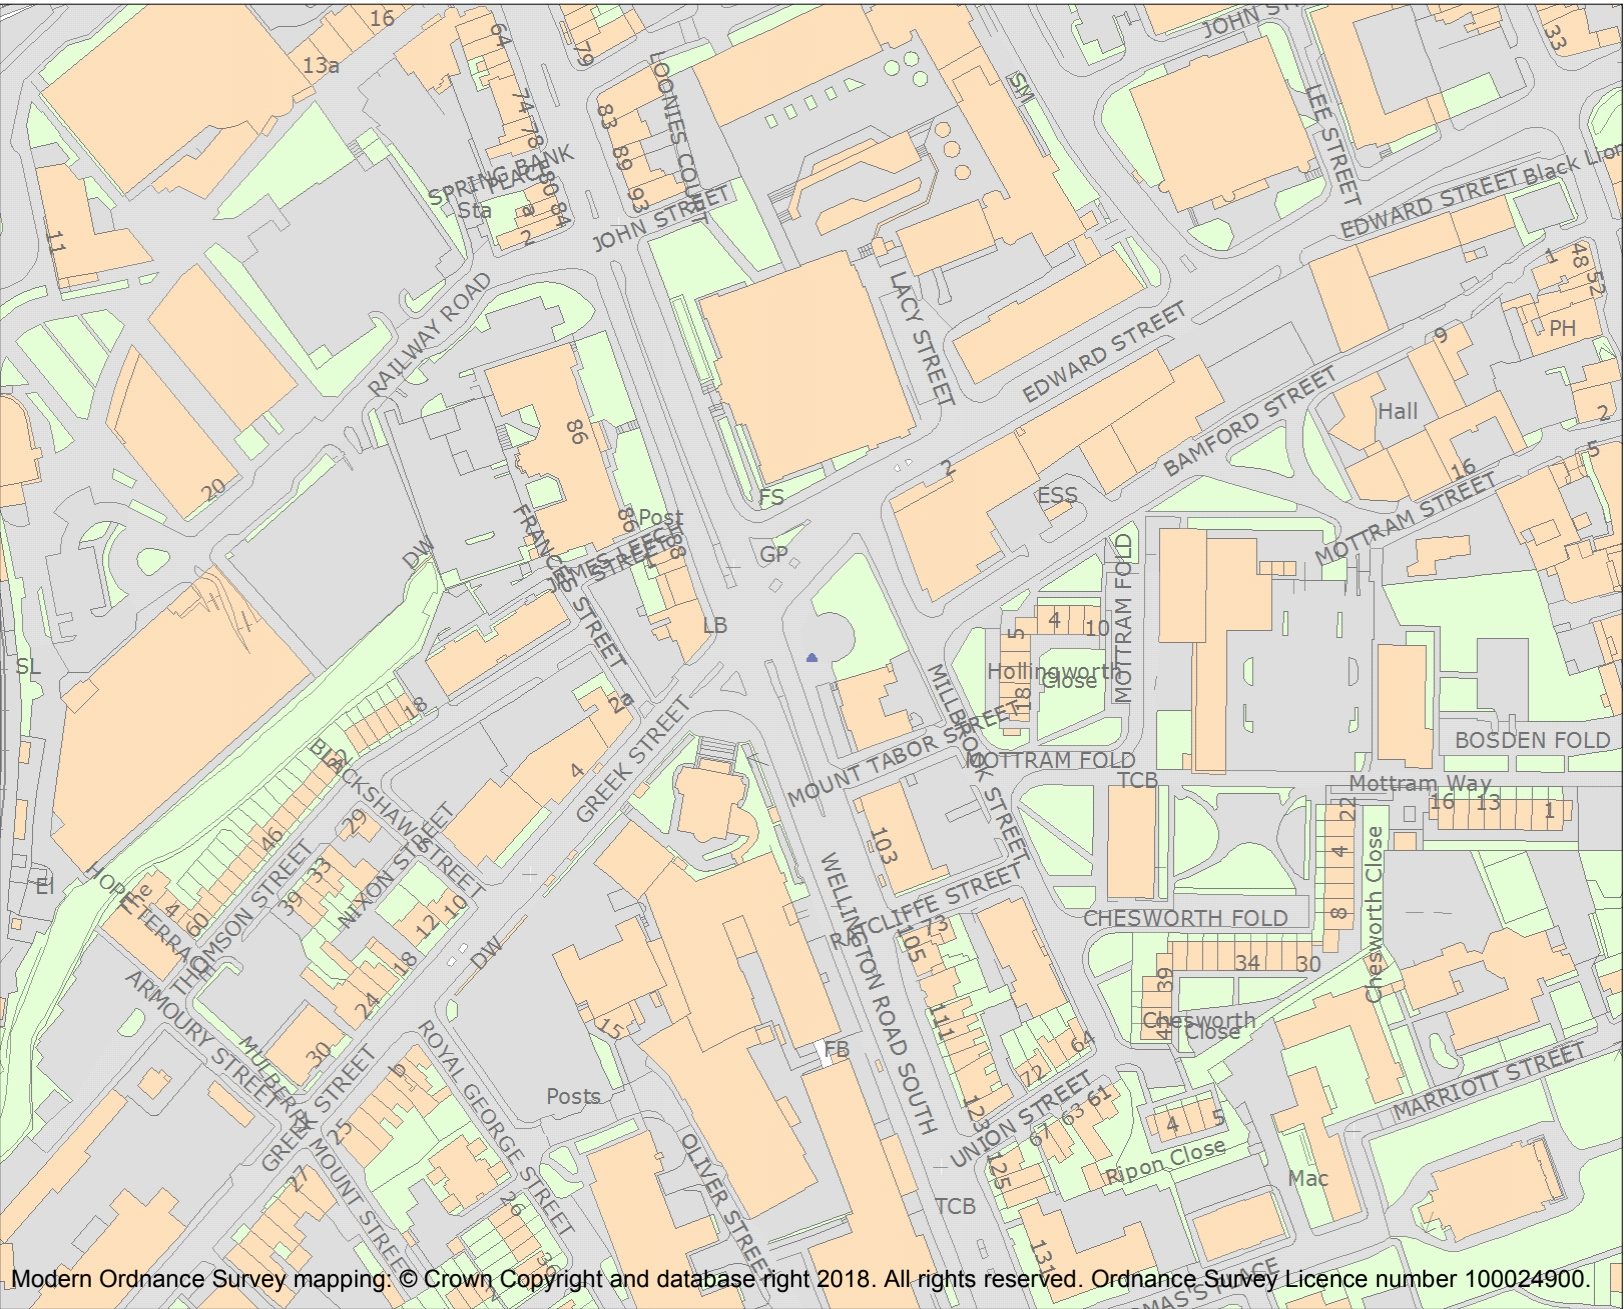 16
64
79
JOHN ST
33
13a
SM
LOONIES COURT
74
78
83
LEE STREET
89
SPRING BANK
PLACE
80
84
93
Black Lion
EDWARD STREET
Sta
a
2
JOHN STREET
11
1
48
52
LACY STREET
RAILWAY ROAD
EDWARD STREET
PH
9
BAMFORD STREET
Hall
2
86
5
16
2
20
FS
ESS
MOTTRAM STREET
FRANCES STREET
86
Post
88
JAMES LEECH
STREET
DW
GP
MOTTRAM FOLD
LB
5
4
10
SL
Hollingworth
Close
18
MILLBROOK STREET
18
2a
GREEK STREET
MOUNT TABOR STREET
BOSDEN FOLD
2
BLACKSHAW STREET
4
MOTTRAM FOLD
TCB
Mottram Way
16
13
1
22
29
46
103
4
33
NIXON STREET
THOMSON STREET
HOPE'E TERRACE
The
El
39
4
60
12
10
WELLINGTON ROAD SOUTH
RATCLIFFE STREET
73
CHESWORTH FOLD
8
Chesworth Close
105
DW
18
34
30
39
ARMOURY STREET
24
15
111
Chesworth
Close
MULBERRY MOUNT STREET
30
ROYAL GEORGE STREET
FB
64
GREEK STREET
b
72
MARRIOTT STREET
Posts
UNION STREET
123
61
63
67
25
OLIVER STREET
4
5
Ripon Close
27
125
Mac
26
TCB
131
Modern Ordnance Survey mapping: © Crown Copyright and database right 2018. All rights reserved. Ordnance Survey Licence number 100024900.